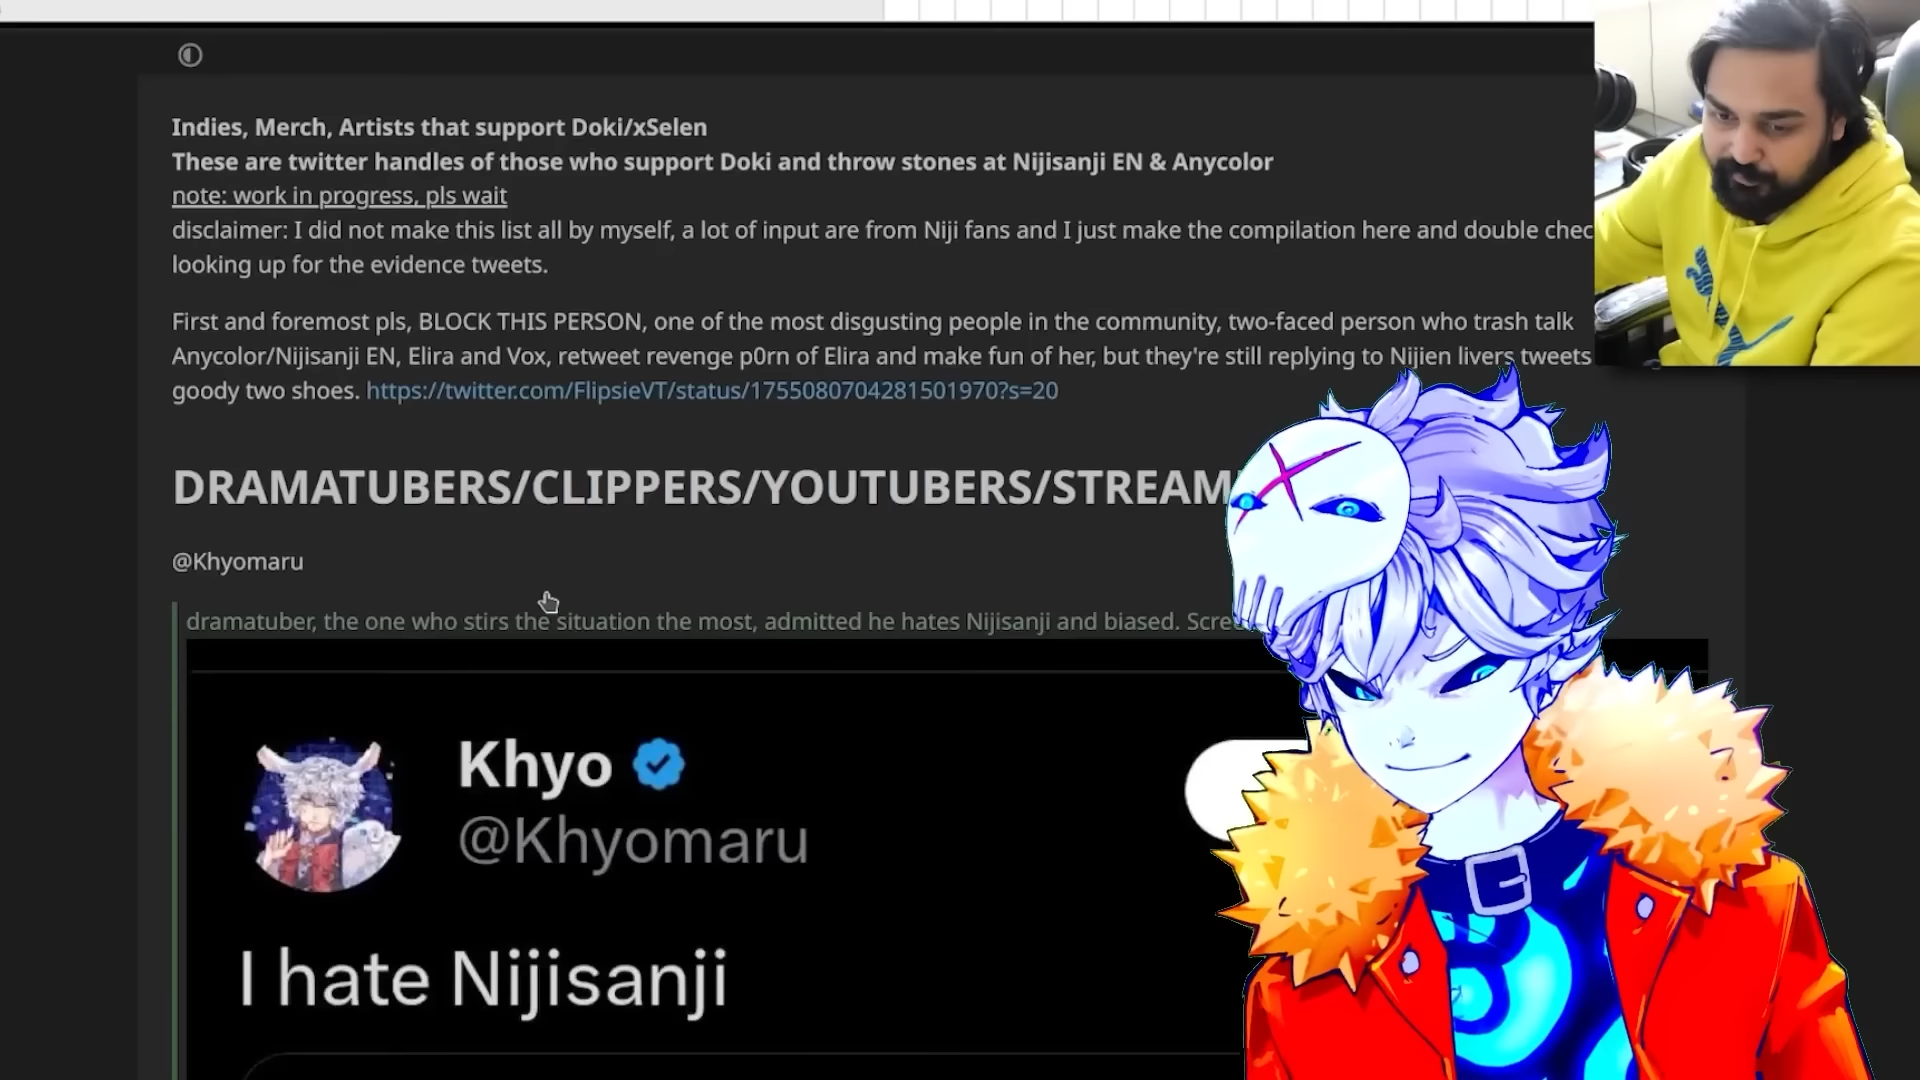 Indies, Merch, Artists that support Doki/xSelen
These are twitter handles of those who support Doki and throw stones at Nijisanji EN & Anycolor
note: work in progress, pls wait
disclaimer: I did not make this list all by myself, a lot of input are from Niji fans and I just make the compilation here and double chec
looking up for the evidence tweets.
First and foremost pls, BLOCK THIS PERSON, one of the most disgusting people in the community, two-faced person who trash talk
Anycolor/Nijisanji EN, Elira and Vox, retweet revenge p0rn of Elira and make fun of her, but they're still replying to Nijien livers tweets
goody two shoes. https://twitter.com/FlipsieVT/status/1755080704281501970?s=20
DRAMATUBERS/CLIPPERS/YOUTUBERS/STREAM
@Khyomaru
dramatuber, the one who stirs the situation the most, admitted he hates Nijisanji and biased. Scre
Khyo
@Khyomaru
I hate Nijisanji